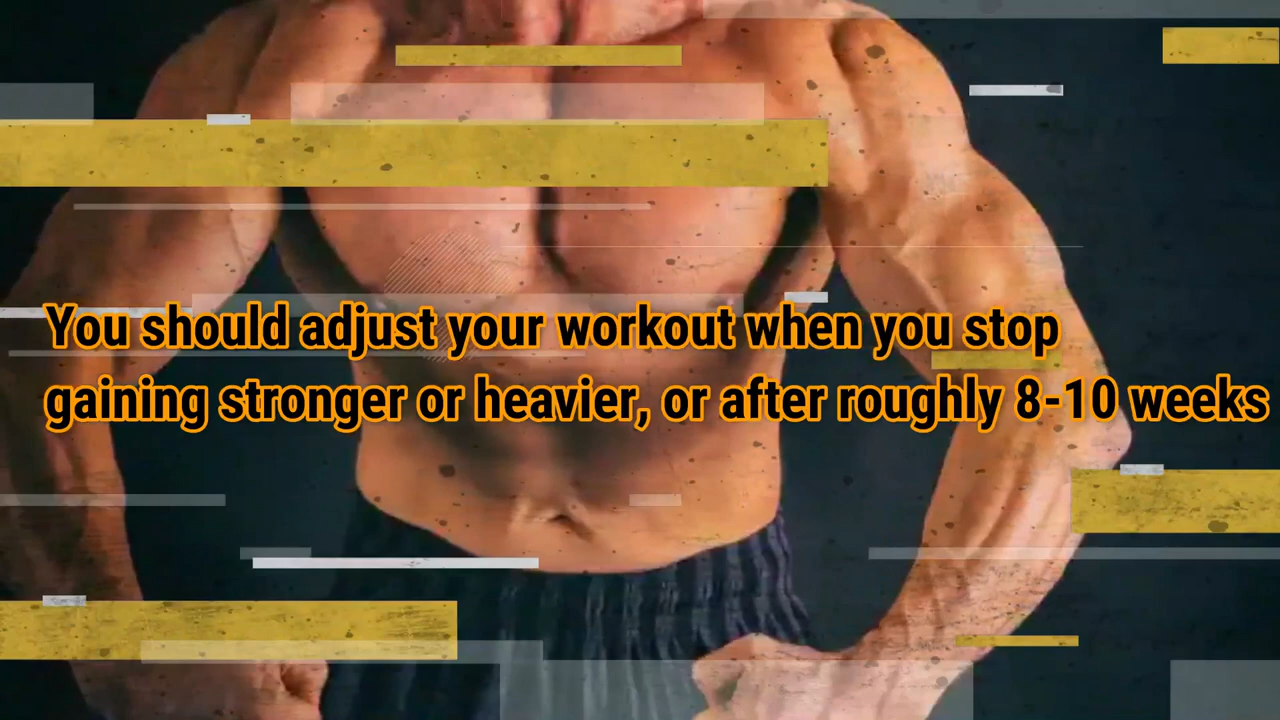 You should adjust your workout when you stop
gaining stronger or heavier, or after roughly 8-10 weeks